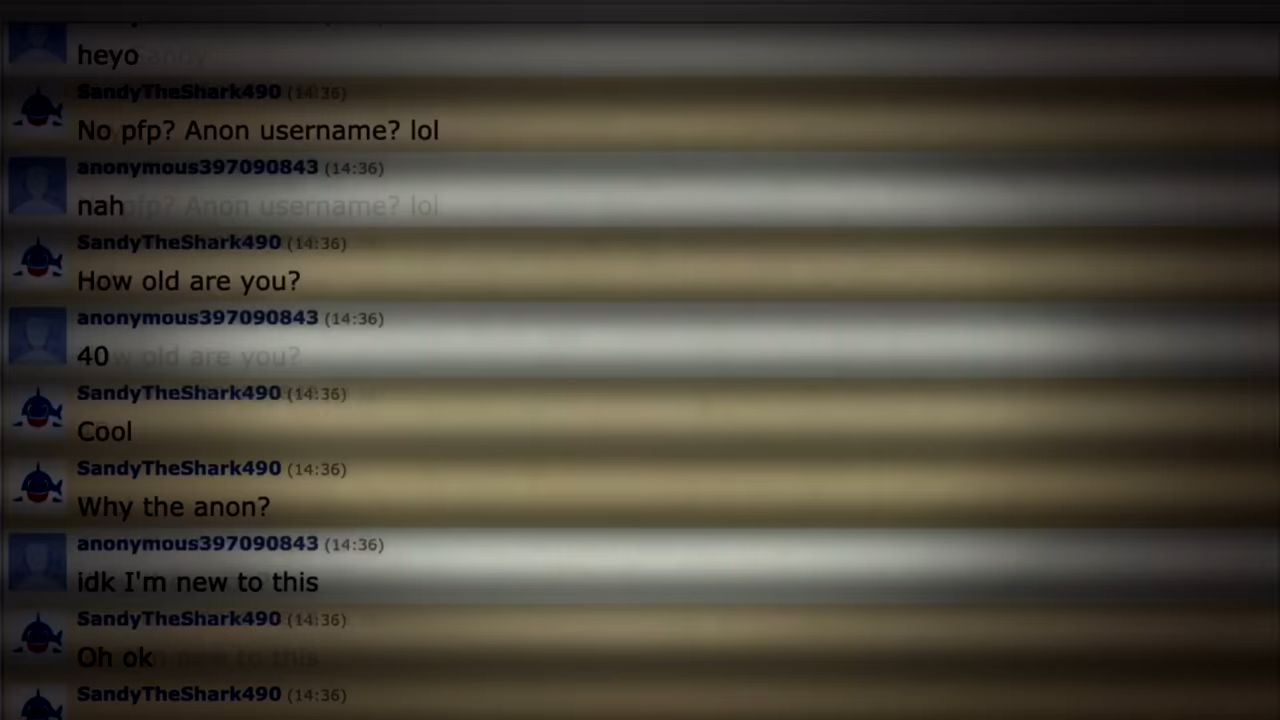 heyo
SandyTheShark490 (14:36)
No pfp? Anon username? lol
anonymous397090843 (14:36)
nah
SandyTheShark490 (14:36)
How old are you?
anonymous397090843 (14:36)
40
SandyTheShark490 (14:36)
Cool
SandyTheShark490 (14:36)
Why the anon?
anonymous397090843 (14:36)
idk I'm new to this
SandyTheShark490 (14:36)
Oh ok
SandyTheShark490 (14:36)